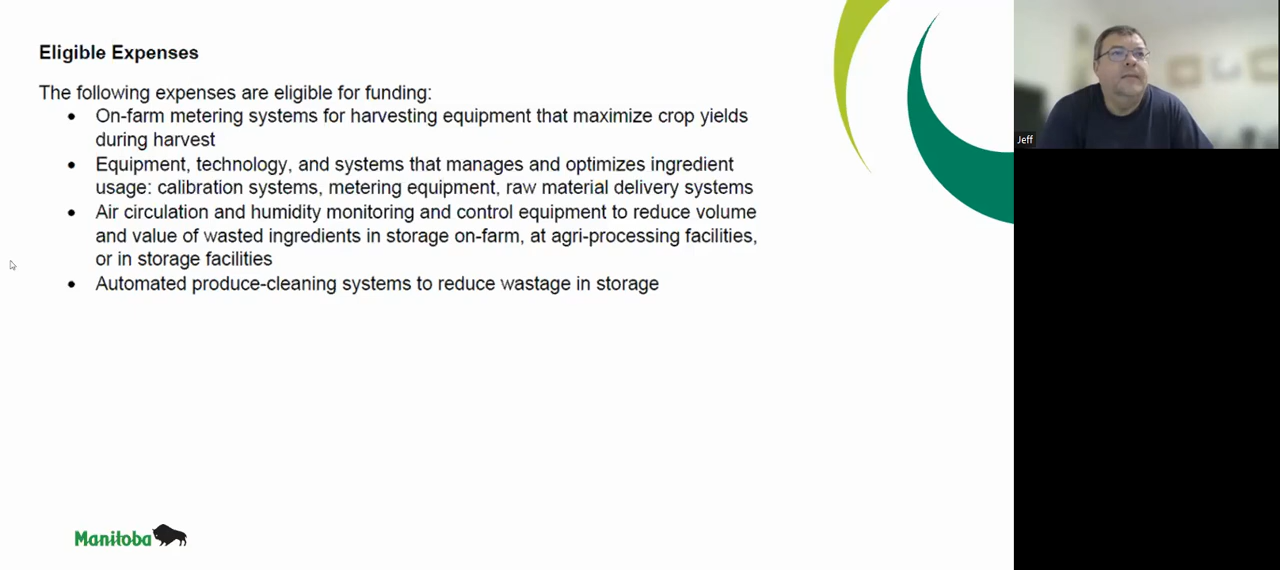 Eligible Expenses
The following expenses are eligible for funding:
• On-farm metering systems for harvesting equipment that maximize crop yields
during harvest
• Equipment, technology, and systems that manages and optimizes ingredient
usage: calibration systems, metering equipment, raw material delivery systems
• Air circulation and humidity monitoring and control equipment to reduce volume
and value of wasted ingredients in storage on-farm, at agri-processing facilities,
or in storage facilities
• Automated produce-cleaning systems to reduce wastage in storage
Manitoba
Jeff